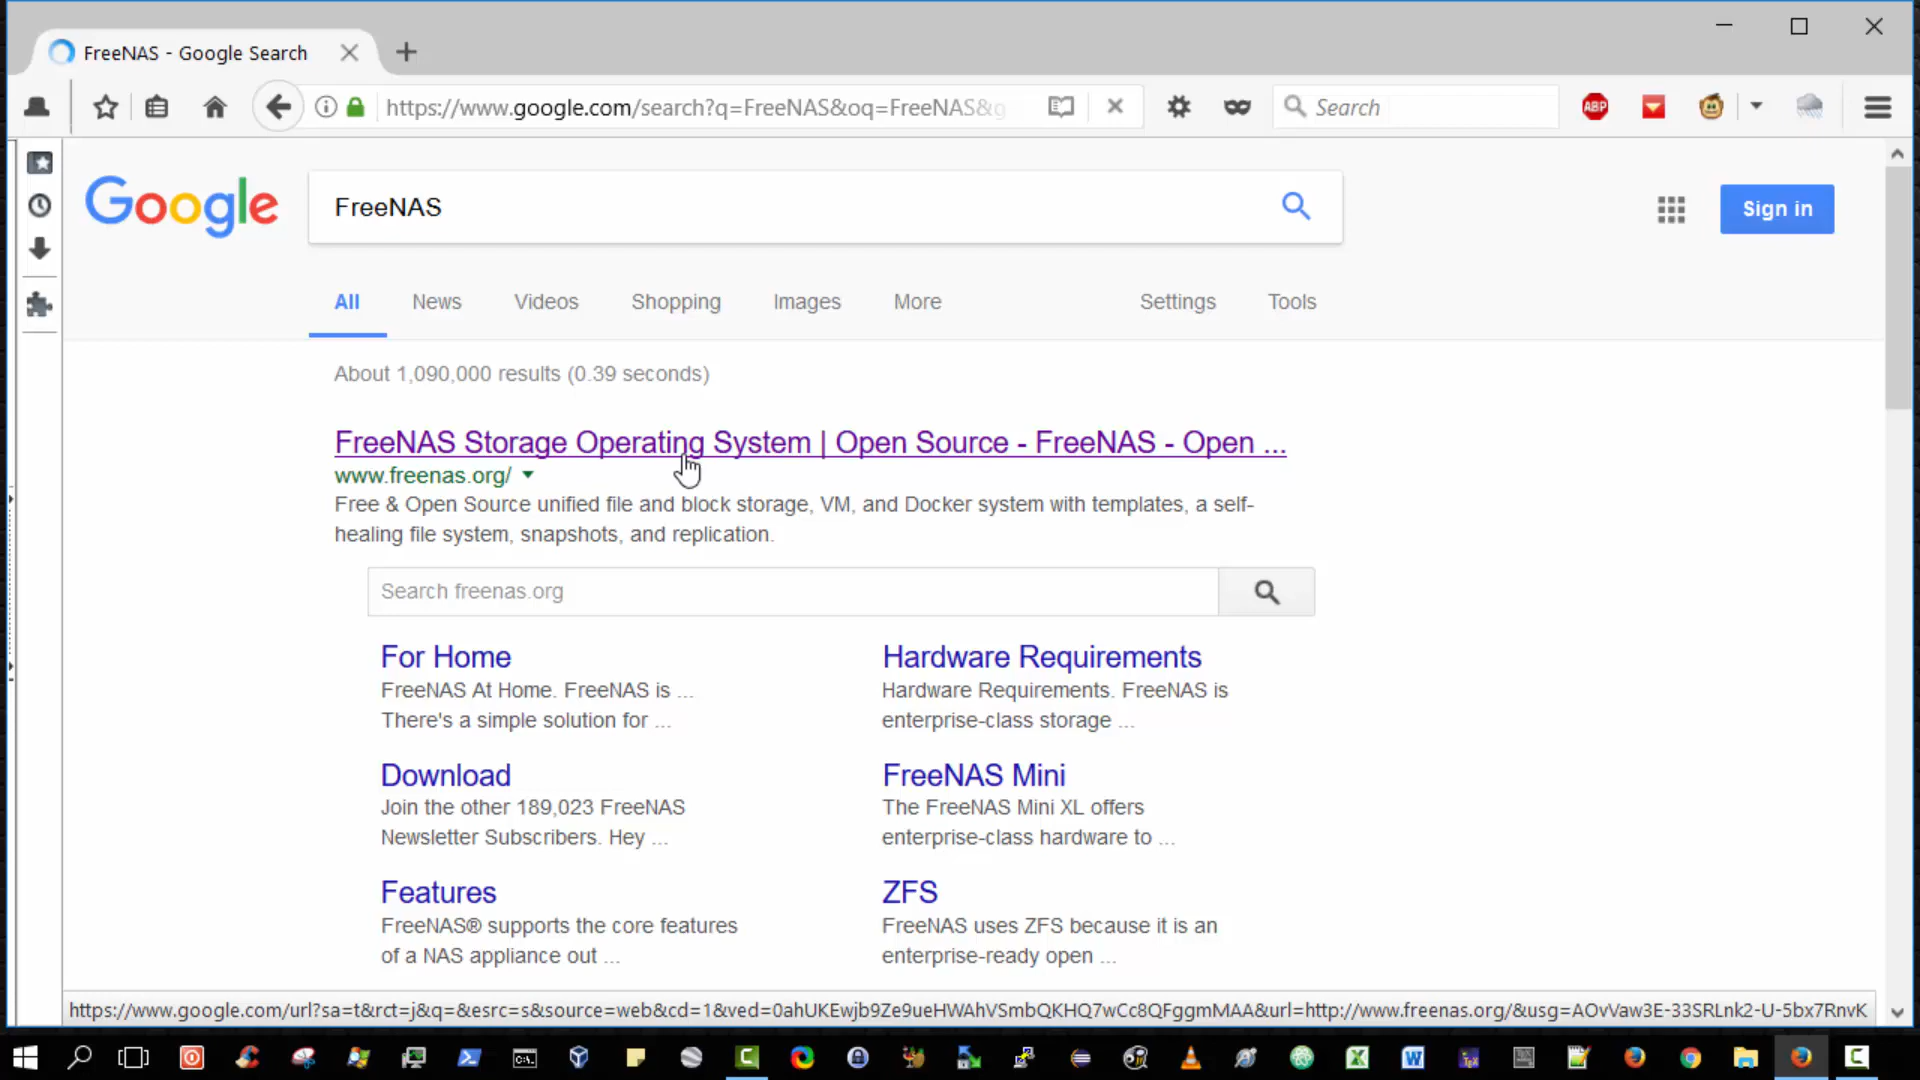 FreeNAS - Google Search
https://www.google.com/search?q=FreeNAS&oq=FreeNAS&g
Search
ABP
Google
FreeNAS
Sign in
All News Videos Shopping Images More Settings Tools
About 1,090,000 results (0.39 seconds)
FreeNAS Storage Operating System | Open Source - FreeNAS - Open ...
www.freenas.org/
Free & Open Source unified file and block storage, VM, and Docker system with templates, a self-
healing file system, snapshots, and replication.
Search freenas.org
For Home
FreeNAS At Home. FreeNAS is ...
There's a simple solution for ...
Hardware Requirements
Hardware Requirements. FreeNAS is
enterprise-class storage ...
Download
Join the other 189,023 FreeNAS
Newsletter Subscribers. Hey ...
FreeNAS Mini
The FreeNAS Mini XL offers
enterprise-class hardware to ...
Features
FreeNAS® supports the core features
of a NAS appliance out ...
ZFS
FreeNAS uses ZFS because it is an
enterprise-ready open ...
https://www.google.com/url?sa=t&rct=j&q=&esrc=s&source=web&cd=1&ved=0ahUKEwjb9Ze9ueHWAhVSmbQKHQ7wCc8QFggmMAA&url=http://www.freenas.org/&usg=AOvVaw3E-33SRLnk2-U-5bx7RnvK